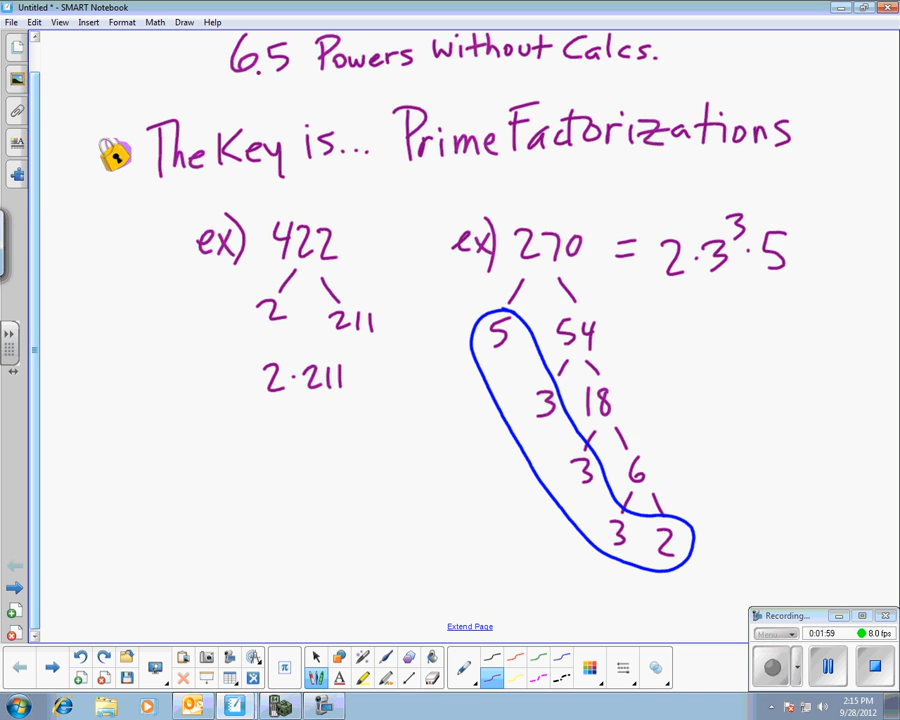 Untitled * - SMART Notebook
File Edit View Insert Format Math Draw Help
6.5 Powers Without Calcs.
The Key is... Prime Factorizations
ex) 422
2 211
2·211
ex) 270 = 2·3³·5
5 54
3 18
3 6
3 2
Extend Page
Recording...
Menu...
0:01:59 8.0 fps
2:15 PM
9/28/2012